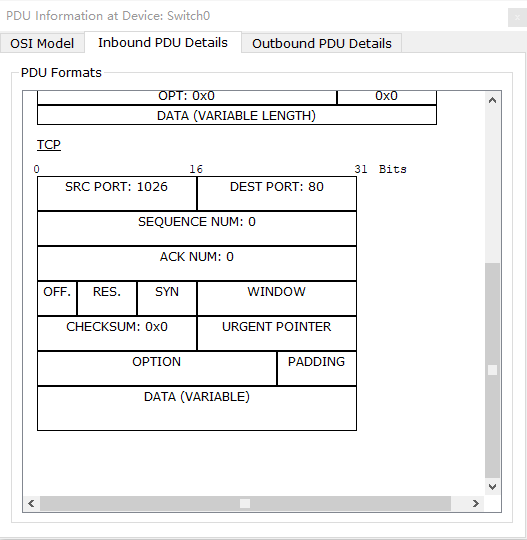 PDU Information at Device: Switch0
x
OSI Model Inbound PDU Details Outbound PDU Details
PDU Formats
OPT: 0x0 0x0
DATA (VARIABLE LENGTH)
TCP
0 16 31 Bits
SRC PORT: 1026 DEST PORT: 80
SEQUENCE NUM: 0
ACK NUM: 0
OFF. RES. SYN WINDOW
CHECKSUM: 0x0 URGENT POINTER
OPTION PADDING
DATA (VARIABLE)